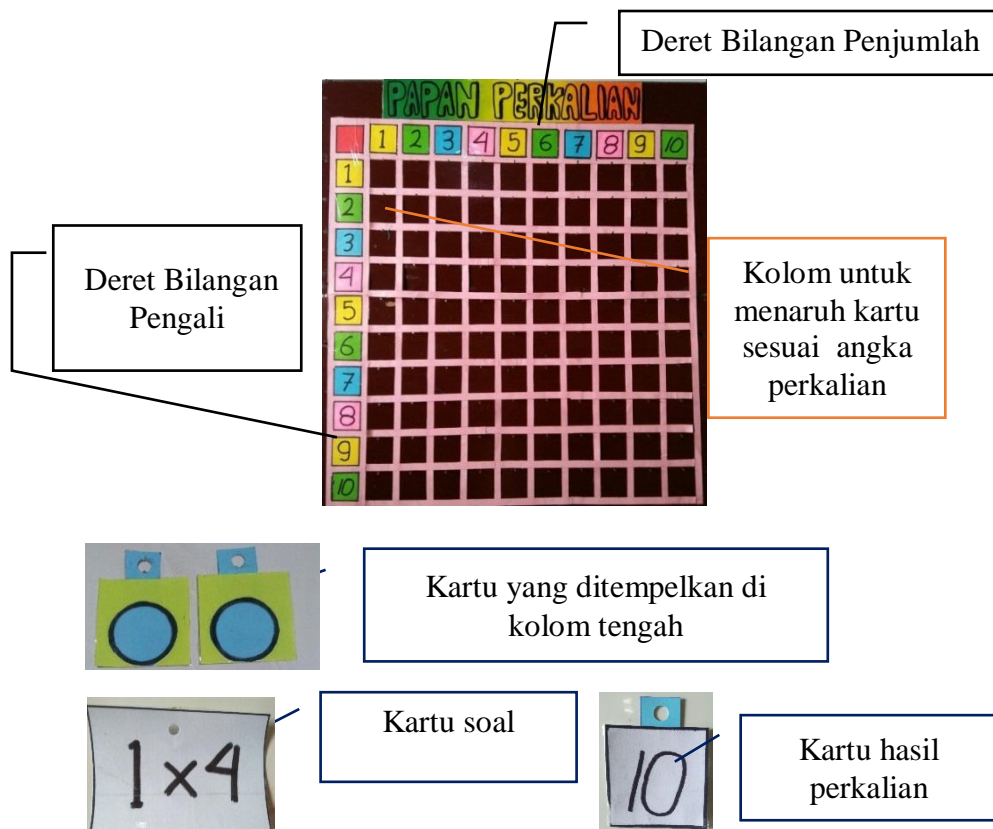 Deret Bilangan Penjumlah
PAPAN PERKALIAN
1 2 3 4 5 6 7 8 9 10
1
2
3
4
5
6
7
8
9
10
Deret Bilangan
Pengali
Kolom untuk
menaruh kartu
sesuai angka
perkalian
Kartu yang ditempelkan di
kolom tengah
1 x 4
Kartu soal
10
Kartu hasil
perkalian